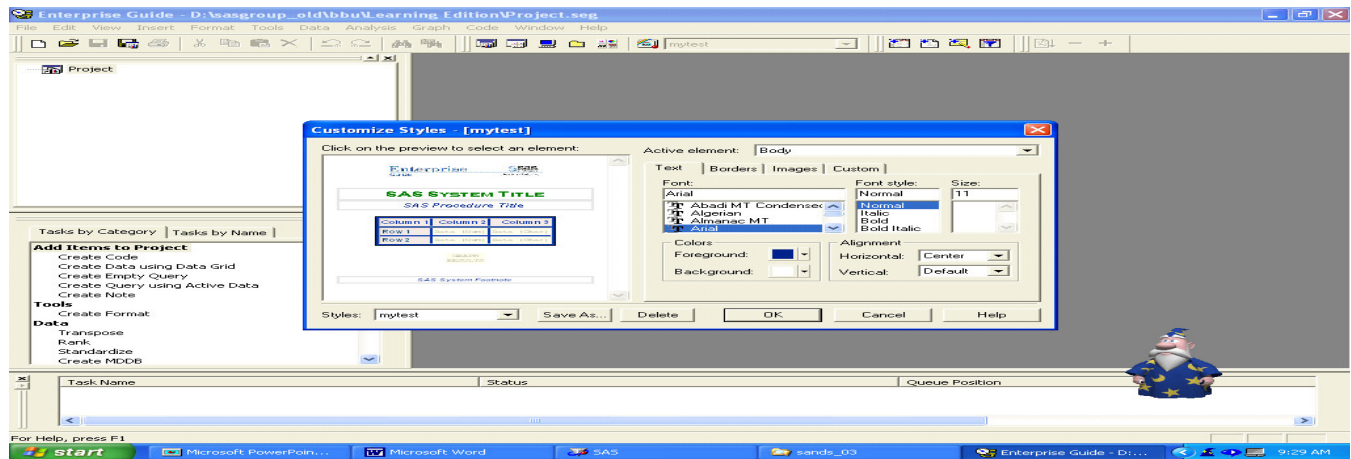 Enterprise Guide - D:\sasgroup_old\bbu\Learning Edition\Project.seg
File Edit View Insert Format Tools Data Analysis Graph Code Window Help
mytest
Project
Customize Styles - [mytest]
Click on the preview to select an element:
Active element: Body
Enterprise
Text Borders Images Custom
Font: Font style: Size:
Arial Normal 11
SAS SYSTEM TITLE
SAS Procedure Title
Abadi MT Condensed
Algerian
Almanac MT
Arial
Normal
Italic
Bold
Bold Italic
Column 1 Column 2 Column 3
Row 1
Row 2
Colors
Foreground:
Background:
Alignment
Horizontal: Center
Vertical: Default
SAS System Footnote
Styles: mytest Save As... Delete OK Cancel Help
Tasks by Category Tasks by Name
Add Items to Project
Create Code
Create Data using Data Grid
Create Empty Query
Create Query using Active Data
Create Note
Tools
Create Format
Data
Transpose
Rank
Standardize
Create MDDB
Task Name Status Queue Position
For Help, press F1
start Microsoft PowerPoin... Microsoft Word SAS sands_03 Enterprise Guide - D:... 9:29 AM